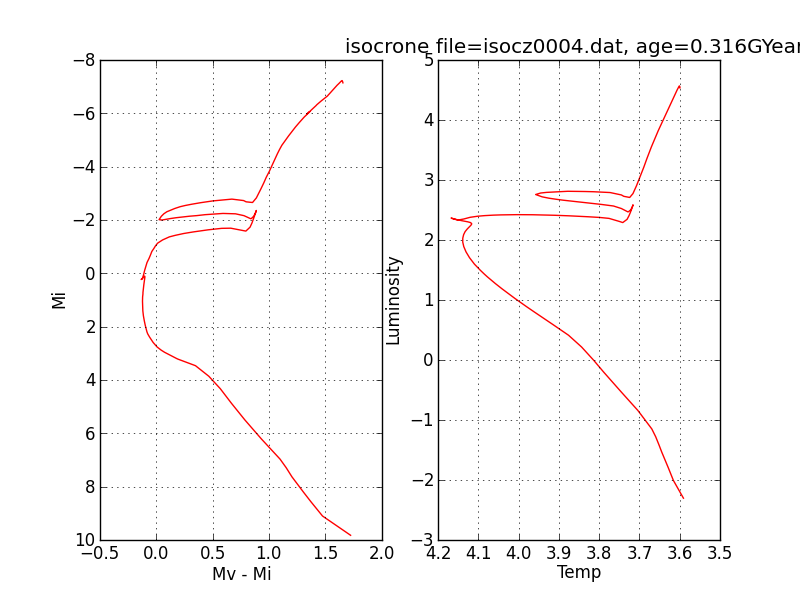 isocrone file=isocz0004.dat, age=0.316GYear
−8
−6
−4
−2
0
2
4
6
8
10
Mi
−0.5 0.0 0.5 1.0 1.5 2.0
Mv - Mi
5
4
3
2
1
0
−1
−2
−3
Luminosity
4.2 4.1 4.0 3.9 3.8 3.7 3.6 3.5
Temp